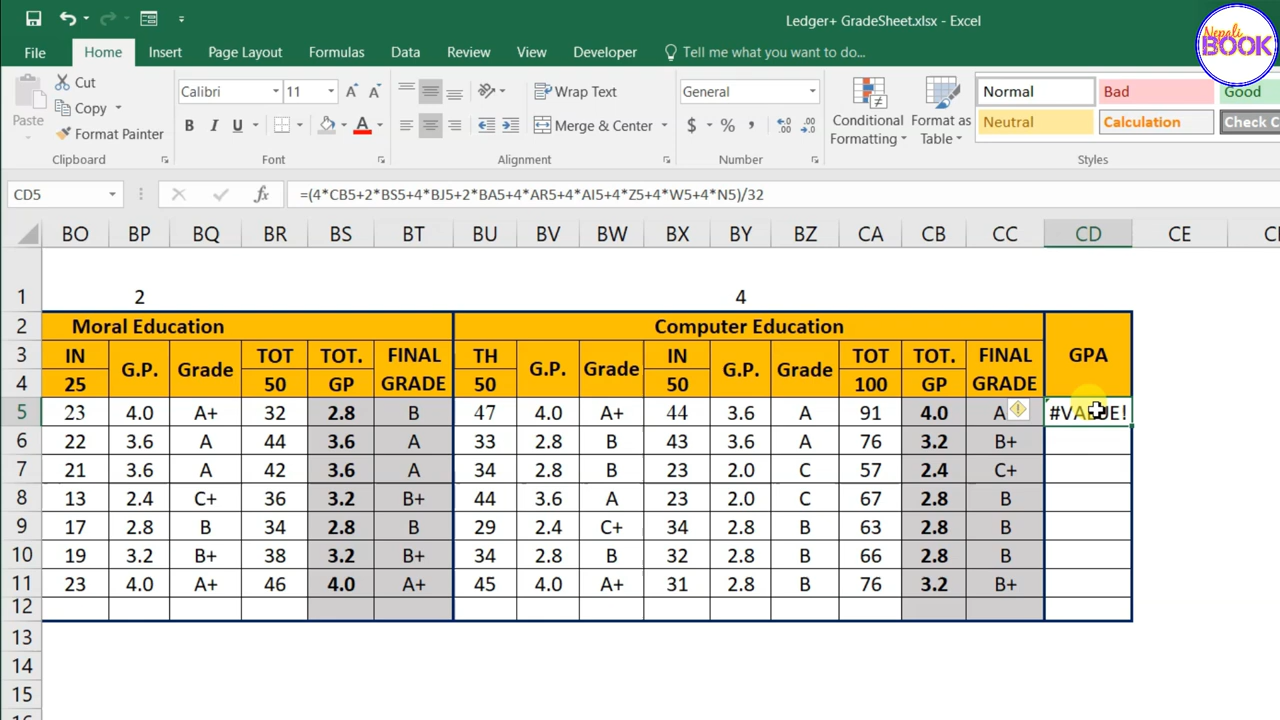 Ledger+ GradeSheet.xlsx - Excel
Nepali
BOOK
File Home Insert Page Layout Formulas Data Review View Developer Tell me what you want to do...
Paste
Cut
Copy
Format Painter
Clipboard
Calibri 11 A A
B I U A
Font
Wrap Text
Merge & Center
Alignment
General
$ % ,
Number
Conditional
Formatting
Format as
Table
Normal Bad Good
Neutral Calculation Check C
Styles
CD5 fx =(4*CB5+2*BS5+4*BJ5+2*BA5+4*AR5+4*AI5+4*Z5+4*W5+4*N5)/32
BO BP BQ BR BS BT BU BV BW BX BY BZ CA CB CC CD CE
1 2 4
2 Moral Education Computer Education
3 IN G.P. Grade TOT TOT. FINAL TH G.P. Grade IN G.P. Grade TOT TOT. FINAL GPA
4 25 50 GP GRADE 50 50 100 GP GRADE
5 23 4.0 A+ 32 2.8 B 47 4.0 A+ 44 3.6 A 91 4.0 A #VALUE!
6 22 3.6 A 44 3.6 A 33 2.8 B 43 3.6 A 76 3.2 B+
7 21 3.6 A 42 3.6 A 34 2.8 B 23 2.0 C 57 2.4 C+
8 13 2.4 C+ 36 3.2 B+ 44 3.6 A 23 2.0 C 67 2.8 B
9 17 2.8 B 34 2.8 B 29 2.4 C+ 34 2.8 B 63 2.8 B
10 19 3.2 B+ 38 3.2 B+ 34 2.8 B 32 2.8 B 66 2.8 B
11 23 4.0 A+ 46 4.0 A+ 45 4.0 A+ 31 2.8 B 76 3.2 B+
12
13
14
15